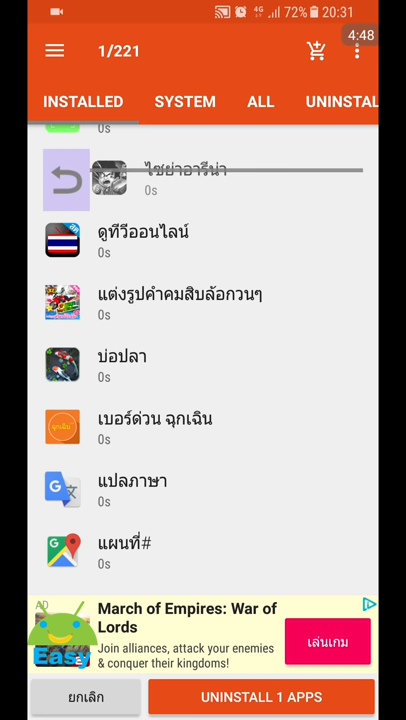 4G 72% 20:31
4:48
1/221
INSTALLED SYSTEM ALL UNINSTAL
0s
ไซย่าอารีน่า
0s
ดูทีวีออนไลน์
0s
แต่งรูปคำคมสิบล้อกวนๆ
0s
บ่อปลา
0s
เบอร์ด่วน ฉุกเฉิน
0s
แปลภาษา
0s
แผนที่#
0s
AD
March of Empires: War of
Lords
Join alliances, attack your enemies
& conquer their kingdoms!
เล่นเกม
Easy
ยกเลิก
UNINSTALL 1 APPS